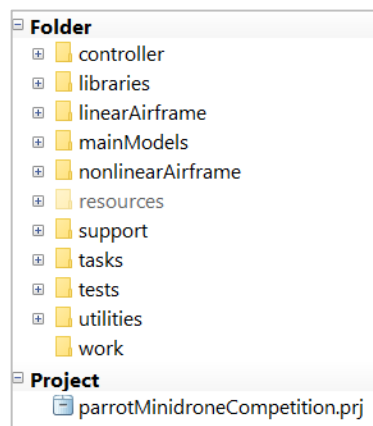 Folder
controller
libraries
linearAirframe
mainModels
nonlinearAirframe
resources
support
tasks
tests
utilities
work
Project
parrotMinidroneCompetition.prj